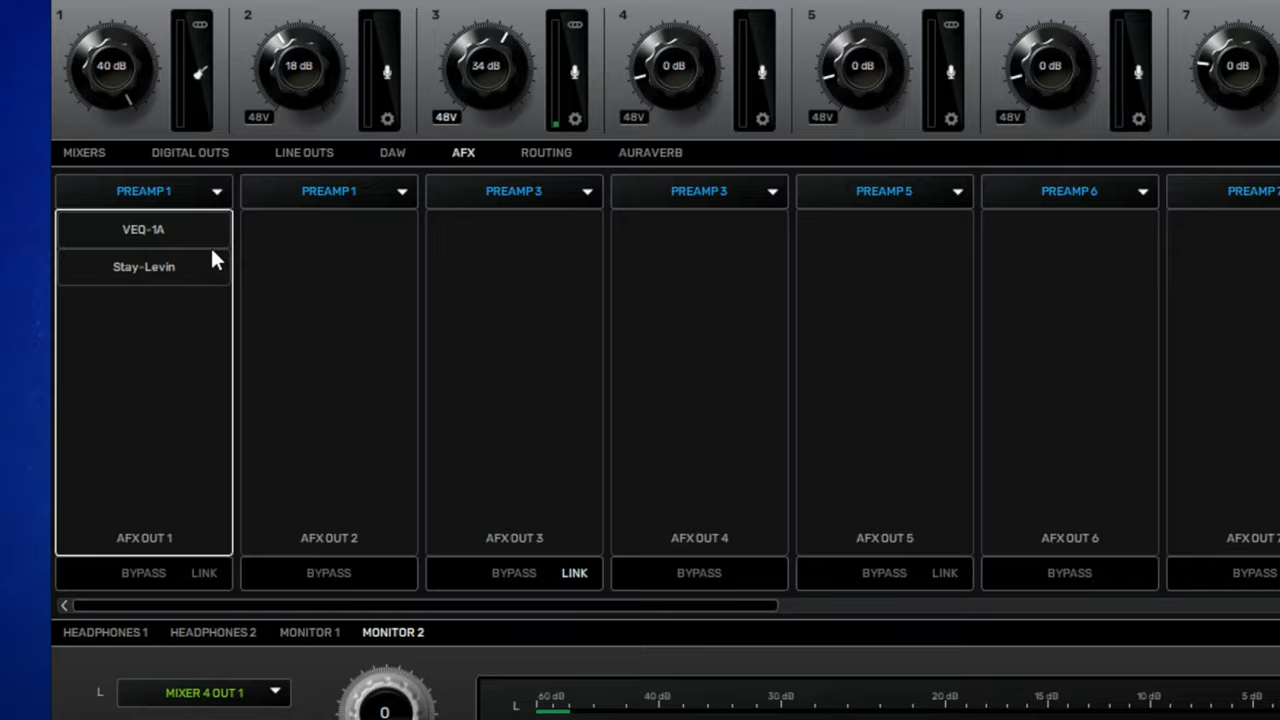 1 2 3 4 5 6 7
40 dB 18 dB 34 dB 0 dB 0 dB 0 dB 0 dB
48V 48V 48V 48V 48V
MIXERS DIGITAL OUTS LINE OUTS DAW AFX ROUTING AURAVERB
PREAMP 1 PREAMP 1 PREAMP 3 PREAMP 3 PREAMP 5 PREAMP 6 PREAMP 7
VEQ-1A
Stay-Levin
AFX OUT 1 AFX OUT 2 AFX OUT 3 AFX OUT 4 AFX OUT 5 AFX OUT 6 AFX OUT 7
BYPASS LINK BYPASS BYPASS LINK BYPASS BYPASS LINK BYPASS BYPASS
HEADPHONES 1 HEADPHONES 2 MONITOR 1 MONITOR 2
L MIXER 4 OUT 1 0 L 60 dB 40 dB 30 dB 20 dB 15 dB 10 dB 5 dB